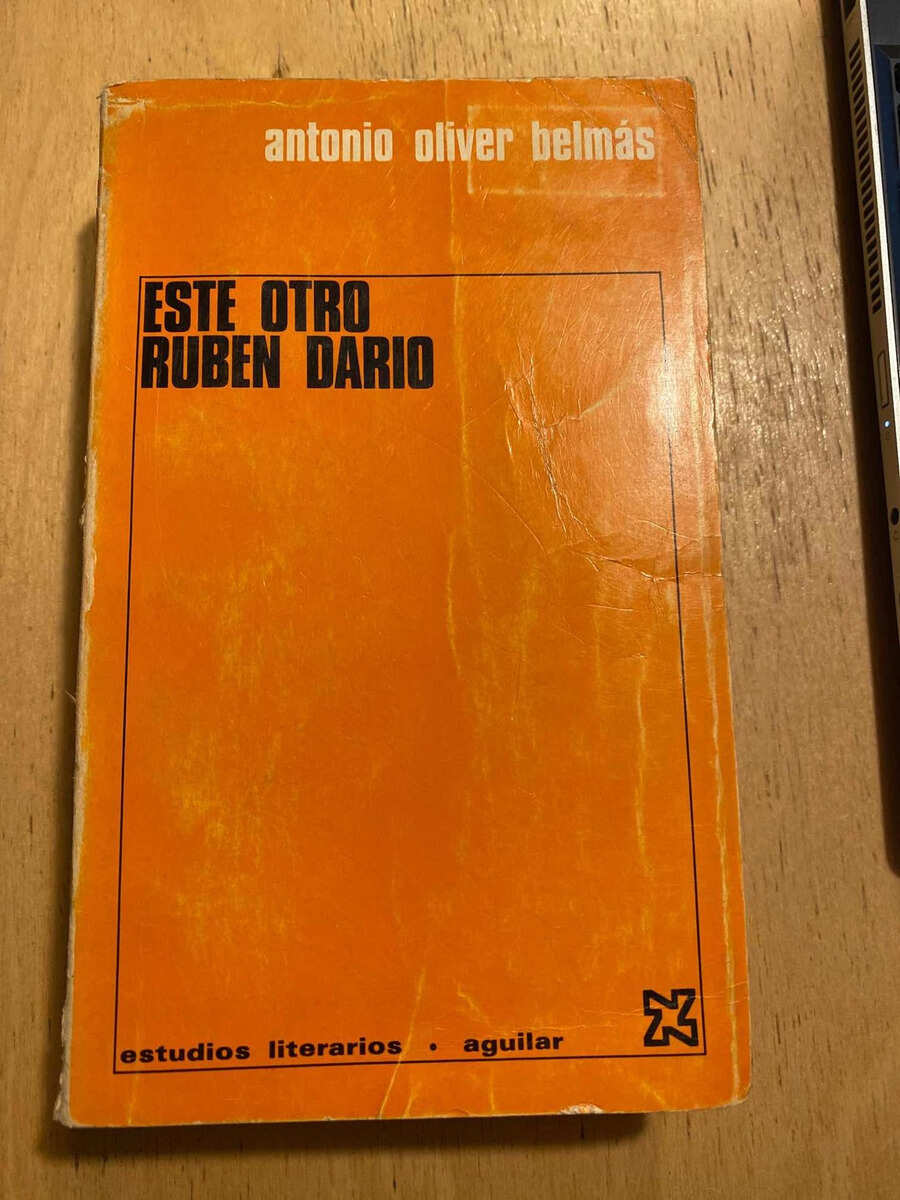 antonio oliver belmás
ESTE OTRO
RUBEN DARIO
estudios literarios • aguilar